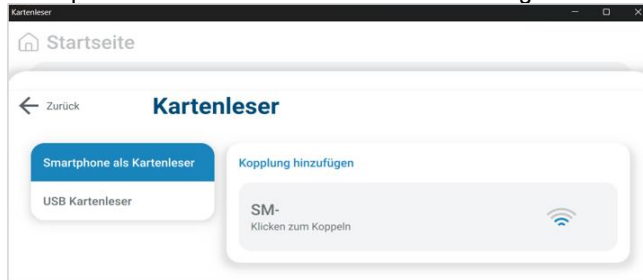 Kartenleser
Startseite
Zurück
Kartenleser
Smartphone als Kartenleser
USB Kartenleser
Kopplung hinzufügen
SM-
Klicken zum Koppeln